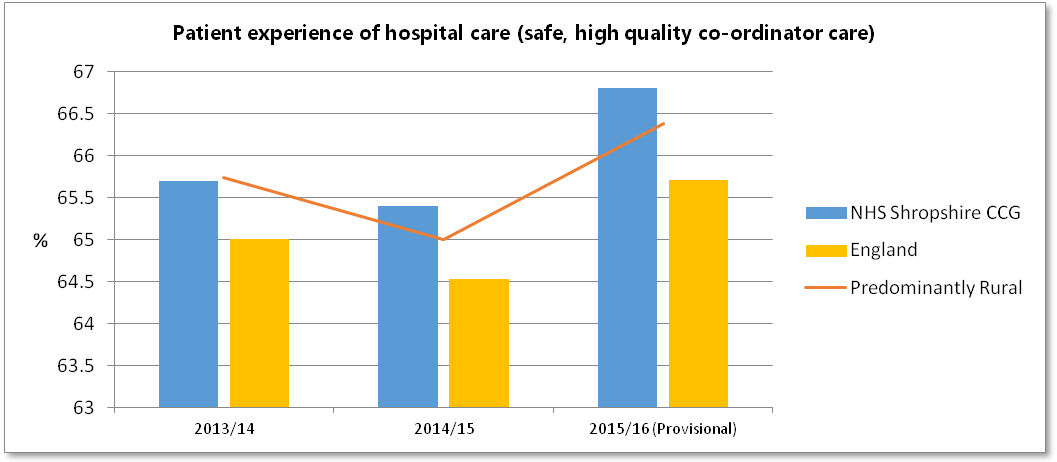 Patient experience of hospital care (safe, high quality co-ordinator care)
67
66.5
66
65.5
65
64.5
64
63.5
63
%
2013/14
2014/15
2015/16 (Provisional)
NHS Shropshire CCG
England
Predominantly Rural